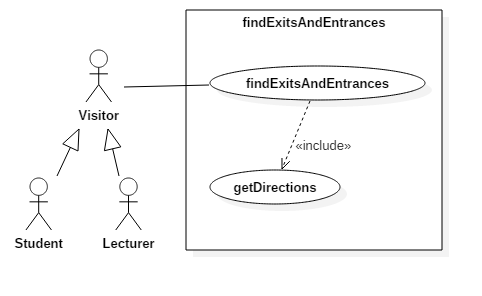 findExitsAndEntrances
findExitsAndEntrances
Visitor
«include»
getDirections
Student
Lecturer